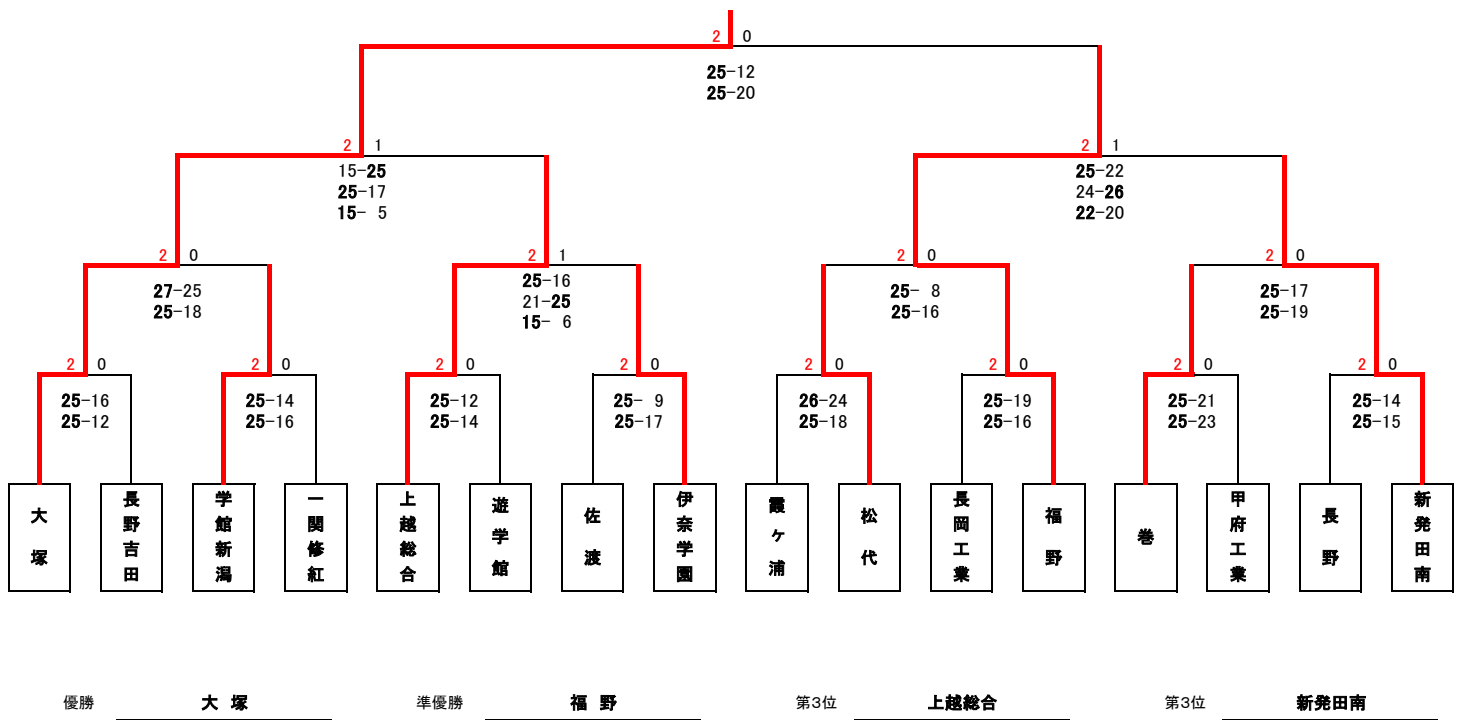 2 0
25-12
25-20
2 1
15-25
25-17
15- 5
2 1
25-22
24-26
22-20
2 0
27-25
25-18
2 1
25-16
21-25
15- 6
2 0
25- 8
25-16
2 0
25-17
25-19
2 0
25-16
25-12
2 0
25-14
25-16
2 0
25-12
25-14
2 0
25- 9
25-17
2 0
26-24
25-18
2 0
25-19
25-16
2 0
25-21
25-23
2 0
25-14
25-15
大塚
長野吉田
学館新潟
一関修紅
上越総合
遊学館
佐渡
伊奈学園
霞ヶ浦
松代
長岡工業
福野
巻
甲府工業
長野
新発田南
優勝 大 塚 準優勝 福 野 第3位 上越総合 第3位 新発田南